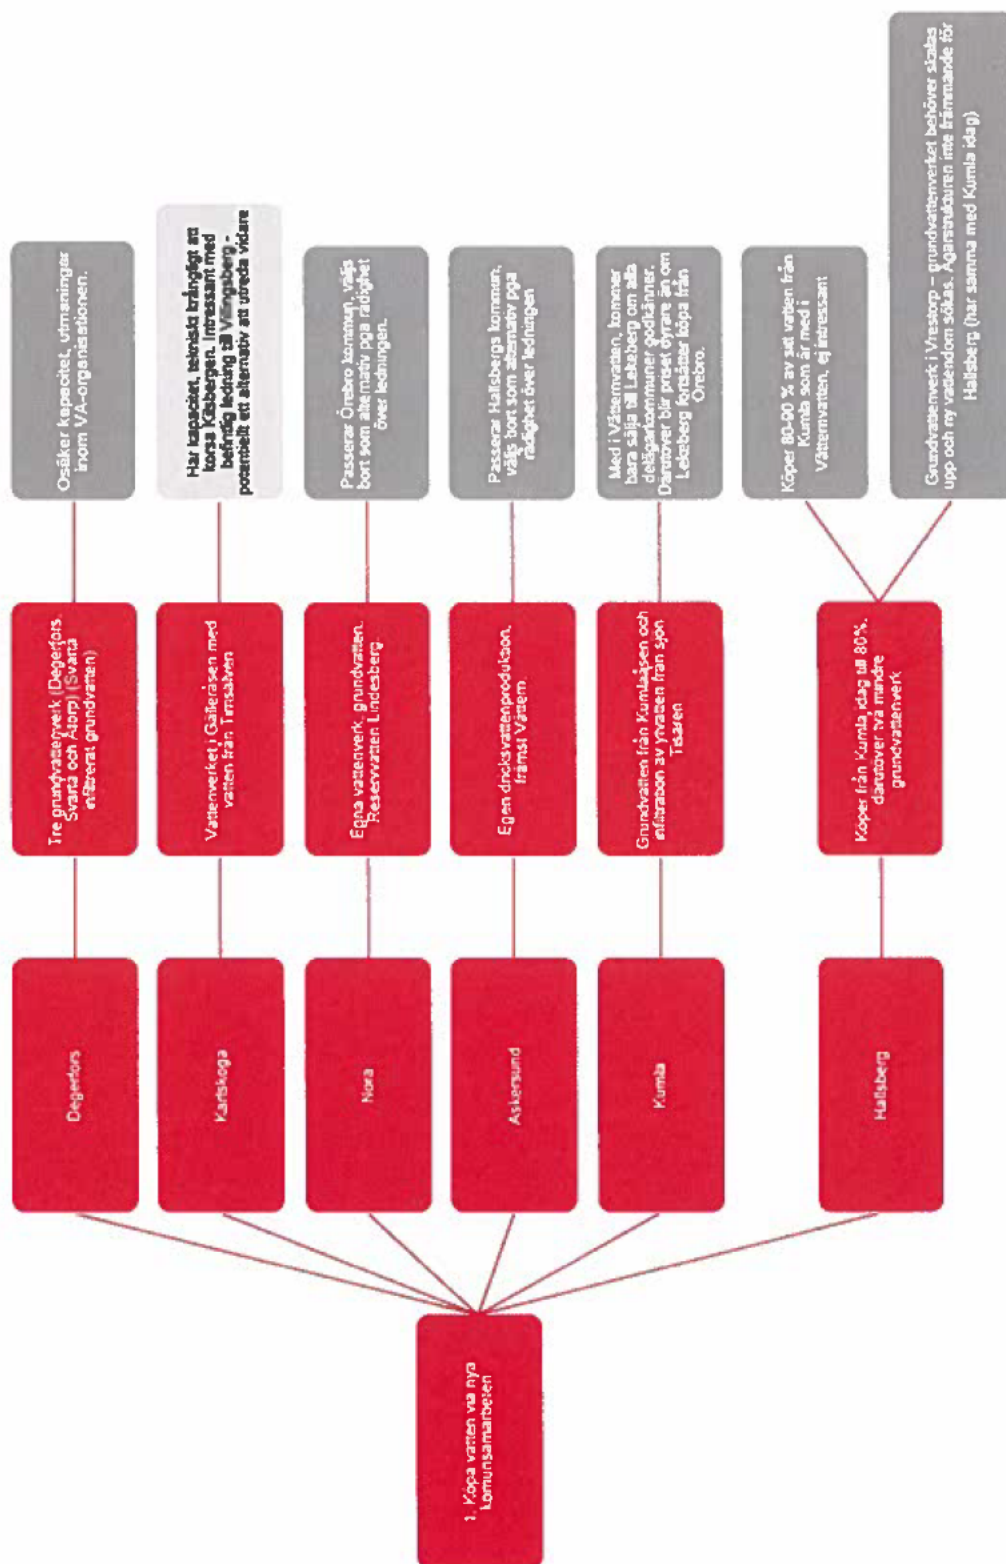 1. Köpa vatten via nya
komunsamarbeten
Degerfors
Tre grundvattenverk (Degerfors,
Svartå och Åtorp) (Svartå
infiltrerat grundvatten)
Osäker kapacitet, utmaningar
inom VA-organisationen.
Karlskoga
Vattenverket i Gälleråsen med
vatten från Timsälven
Har kapacitet, tekniskt krångligt att
korsa Kilsbergen. Intressant med
befintlig ledning till Villingsberg -
potentiellt ett alternativ att utreda vidare
Nora
Egna vattenverk, grundvatten.
Reservvatten Lindesberg
Passerar Örebro kommun, väljs
bort som alternativ pga rådighet
över ledningen.
Askersund
Egen dricksvattenproduktion,
främst Vättern.
Passerar Hallsbergs kommun,
väljs bort som alternativ pga
rådighet över ledningen
Kumla
Grundvatten från Kumlaåsen och
infiltration av ytvatten från sjön
Tisaren
Med i Vätternvatten, kommer
bara sälja till Lekeberg om alla
delägarkommuner godkänner.
Darutöver blir priset dyrare än om
Lekeberg fortsätter köpa från
Örebro.
Hallsberg
Köper från Kumla, idag till 80%,
därutöver två mindre
grundvattenverk
Köper 80-90 % av sitt vatten från
Kumla som är med i
Vätternvatten, ej intressant
Grundvattenverk i Vrestorp – grundvattenverket behöver skalas
upp och ny vattendom sökas. Ägarstrukturen inte främmande för
Hallsberg (har samma med Kumla idag)